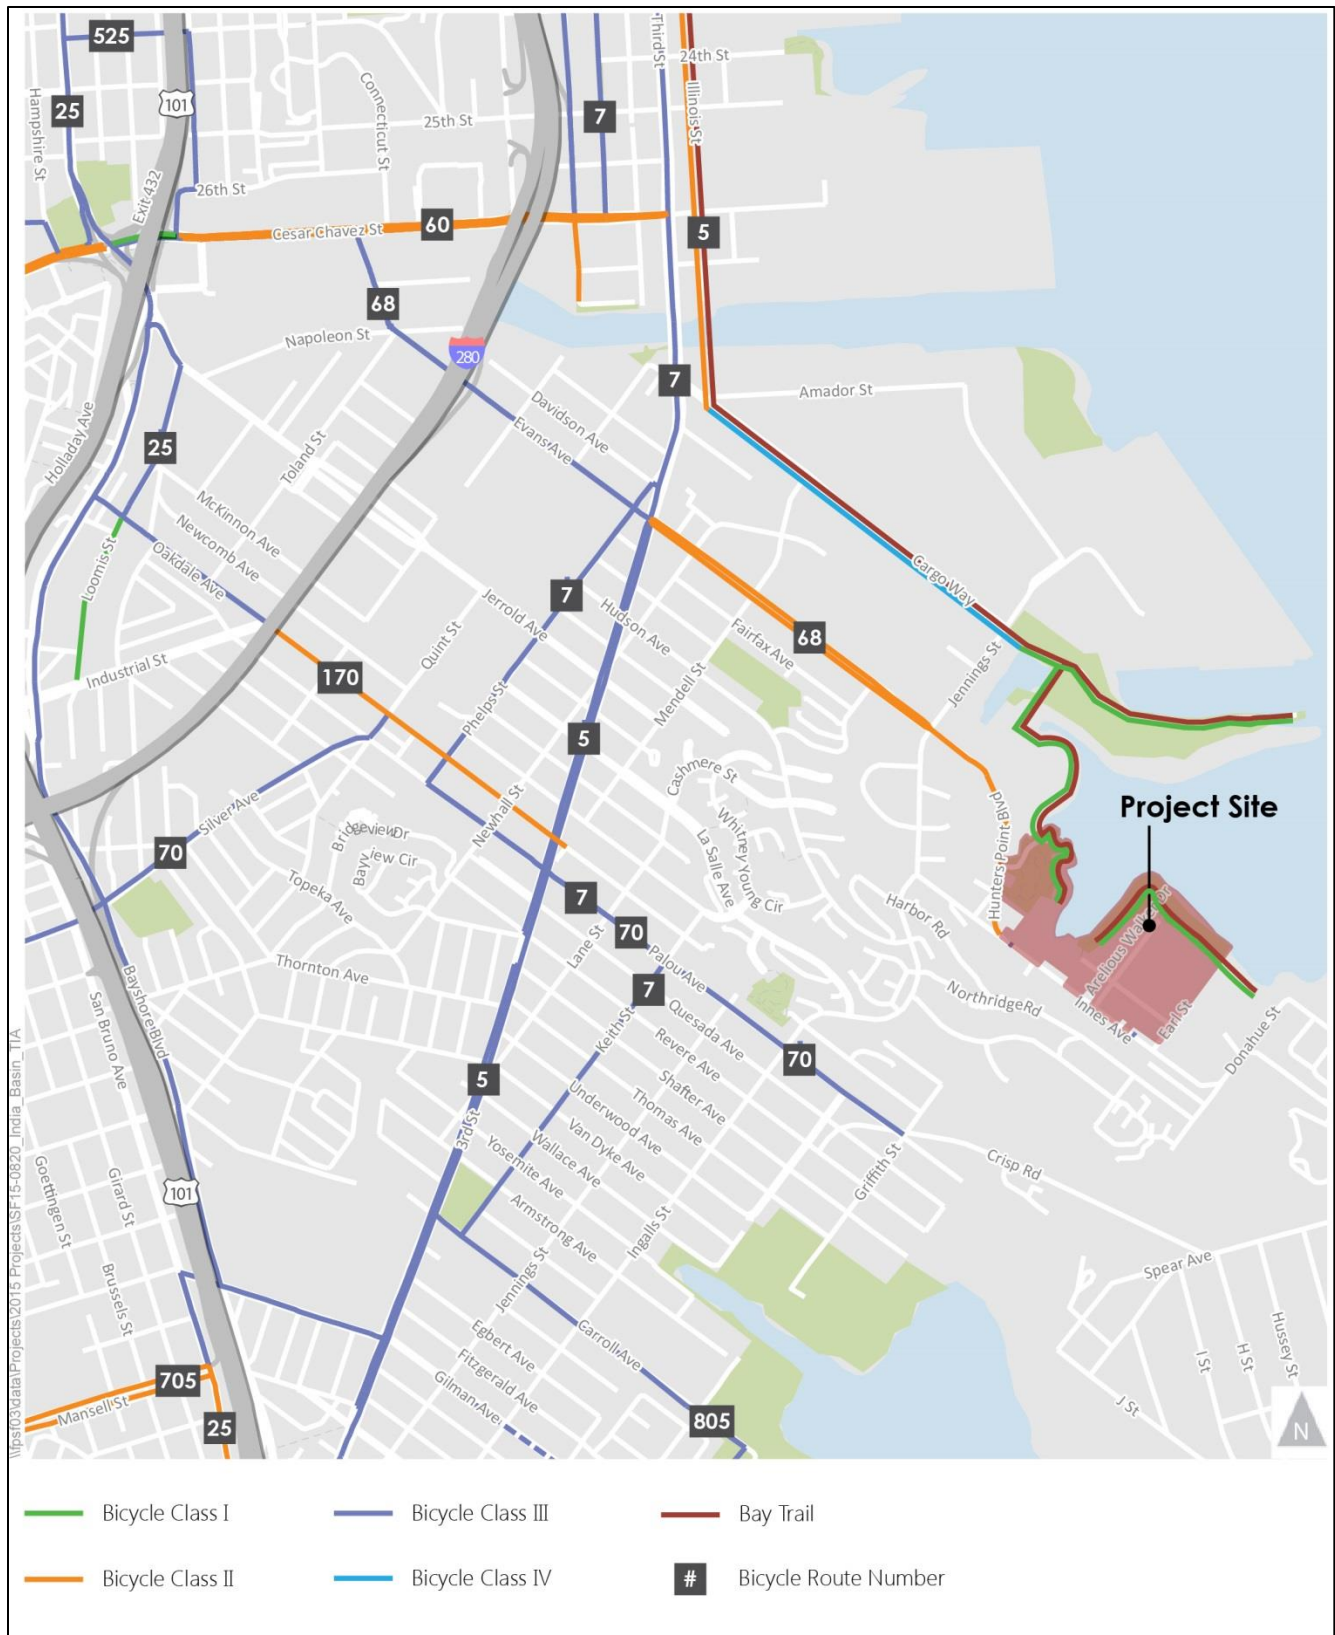 525
101
25
Hampshire St
Exit 432
26th St
Connecticut St
25th St
7
Third St
24th St
Illinois St
Cesar Chavez St
60
5
68
Napoleon St
280
7
Amador St
Holladay Ave
25
Toland St
Davidson Ave
Evans Ave
McKinnon Ave
Newcomb Ave
Oakdale Ave
Loomis St
Cargo Way
7
Jerrold Ave
Hudson Ave
Fairfax Ave
68
Quint St
Industrial St
170
Phelps St
Mendell St
Jennings St
5
Cashmere St
Silver Ave
Newhall St
Whitney Young Cir
La Salle Ave
Hunters Point Blvd
Project Site
70
Topeka Ave
7
70
Harbor Rd
Arelious Walker Dr
Lane St
Palou Ave
Thornton Ave
7
Northridge Rd
Innes Ave
Earl St
Donahue St
Bayshore Blvd
San Bruno Ave
Keith St
Quesada Ave
Revere Ave
70
5
Shafter Ave
Thomas Ave
Underwood Ave
Van Dyke Ave
Wallace Ave
Yosemite Ave
3rd St
Armstrong Ave
Griffith St
Crisp Rd
Goettingen St
Girard St
101
Ingalls St
Jennings St
Spear Ave
Brussels St
Egbert Ave
Carroll Ave
Fitzgerald Ave
Gilman Ave
I St
H St
Hussey St
J St
705
Mansell St
25
805
N
\\fpsf03\data\Projects\2015 Projects\SF15-0820_India_Basin_TIA
Bicycle Class I
Bicycle Class III
Bay Trail
Bicycle Class II
Bicycle Class IV
#
Bicycle Route Number